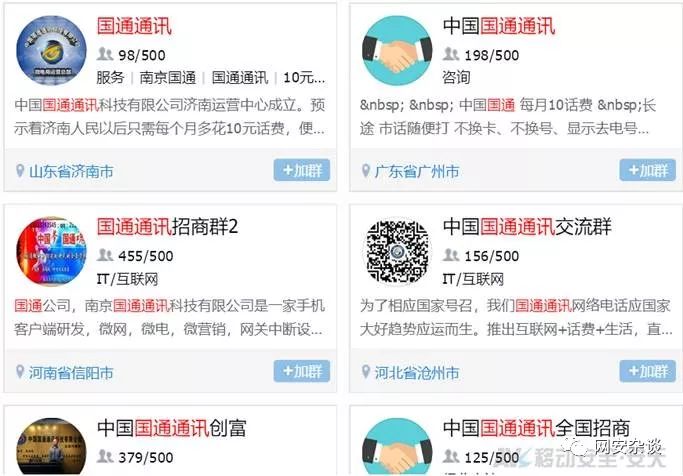 国通通讯
98/500
服务 | 南京国通 | 国通通讯 | 10元...
中国国通通讯科技有限公司济南运营中心成立。预
示着济南人民以后只需每个月多花10元话费，便...
山东省济南市
+加群
中国国通通讯
198/500
咨询
&nbsp; &nbsp; 中国国通 每月10话费 &nbsp;长
途 市话随便打 不换卡、不换号、显示去电号...
广东省广州市
+加群
国通通讯招商群2
455/500
IT/互联网
国通公司，南京国通通讯科技有限公司是一家手机
客户端研发，微网，微电，微营销，网关中断设...
河南省信阳市
+加群
中国国通通讯交流群
156/500
IT/互联网
为了相应国家号召，我们国通通讯网络电话应国家
大好趋势应运而生。推出互联网+话费+生活，直...
河北省沧州市
+加群
中国国通通讯创富
379/500
中国国通通讯全国招商
125/500
网安杂谈